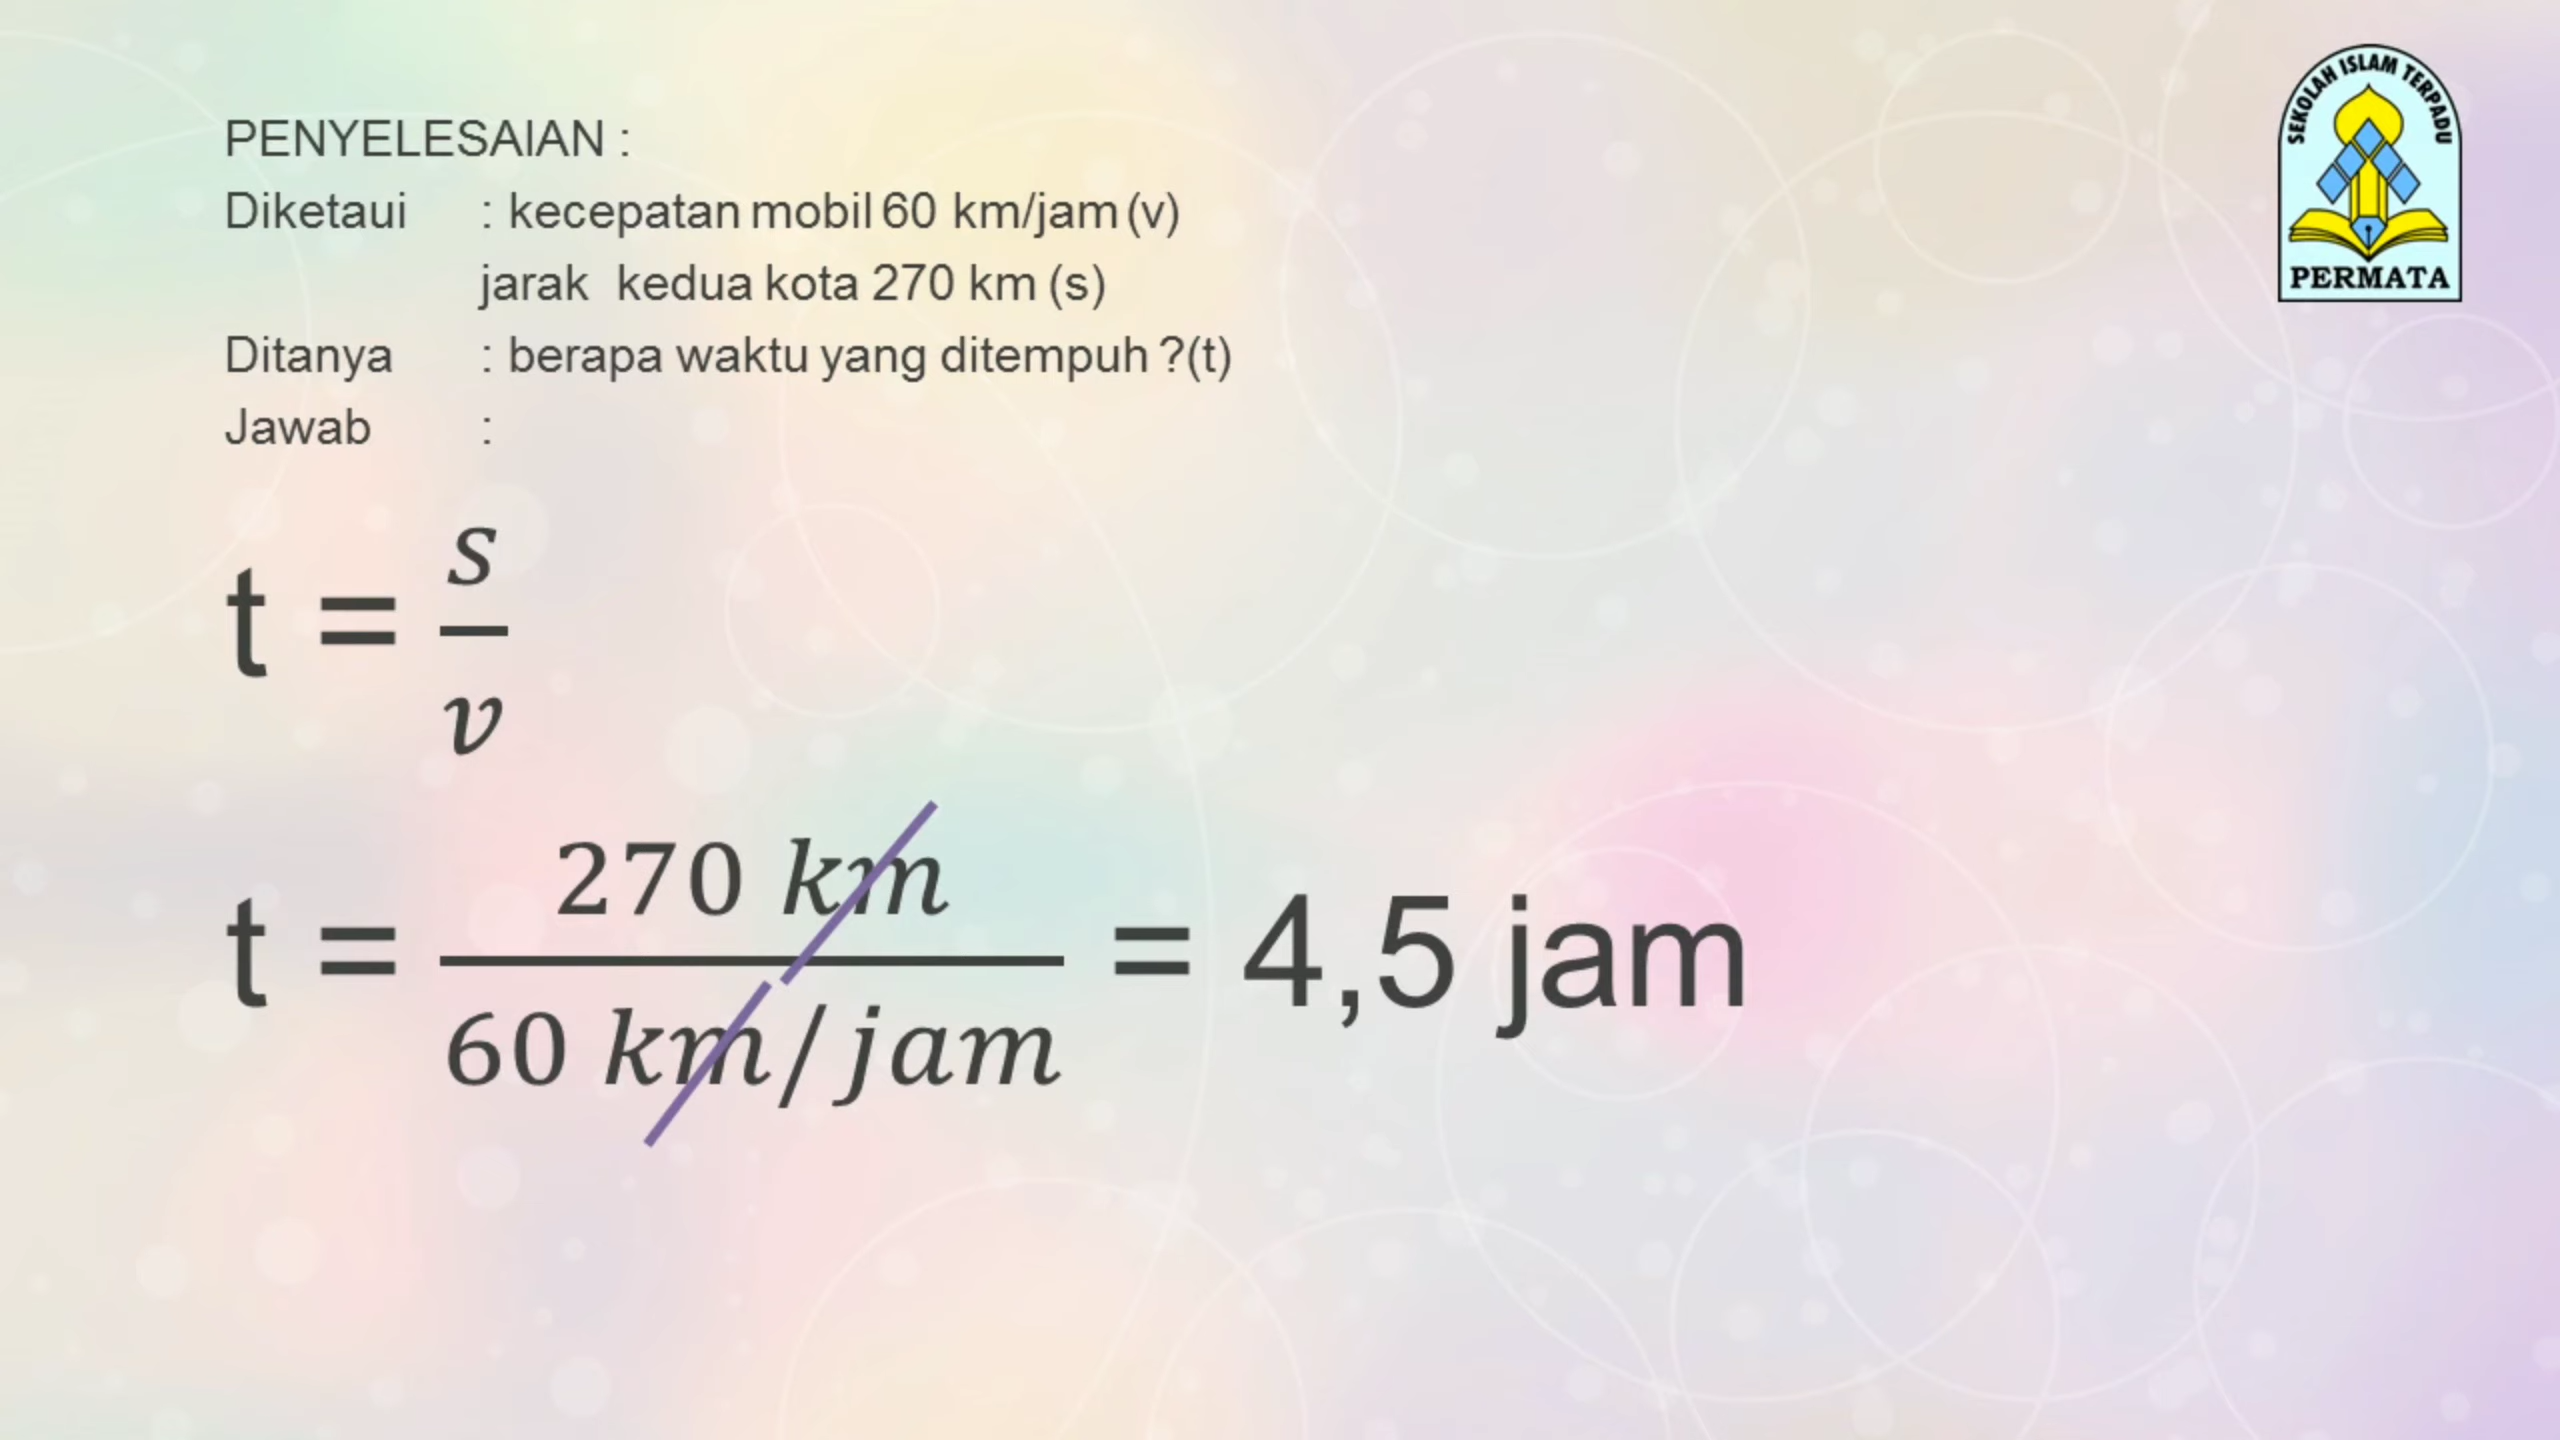 PENYELESAIAN :
Diketaui : kecepatan mobil 60 km/jam (v)
jarak kedua kota 270 km (s)
Ditanya : berapa waktu yang ditempuh ?(t)
Jawab :
t = s/v
t = 270 km / 60 km/jam = 4,5 jam
SEKOLAH ISLAM TERPADU
PERMATA